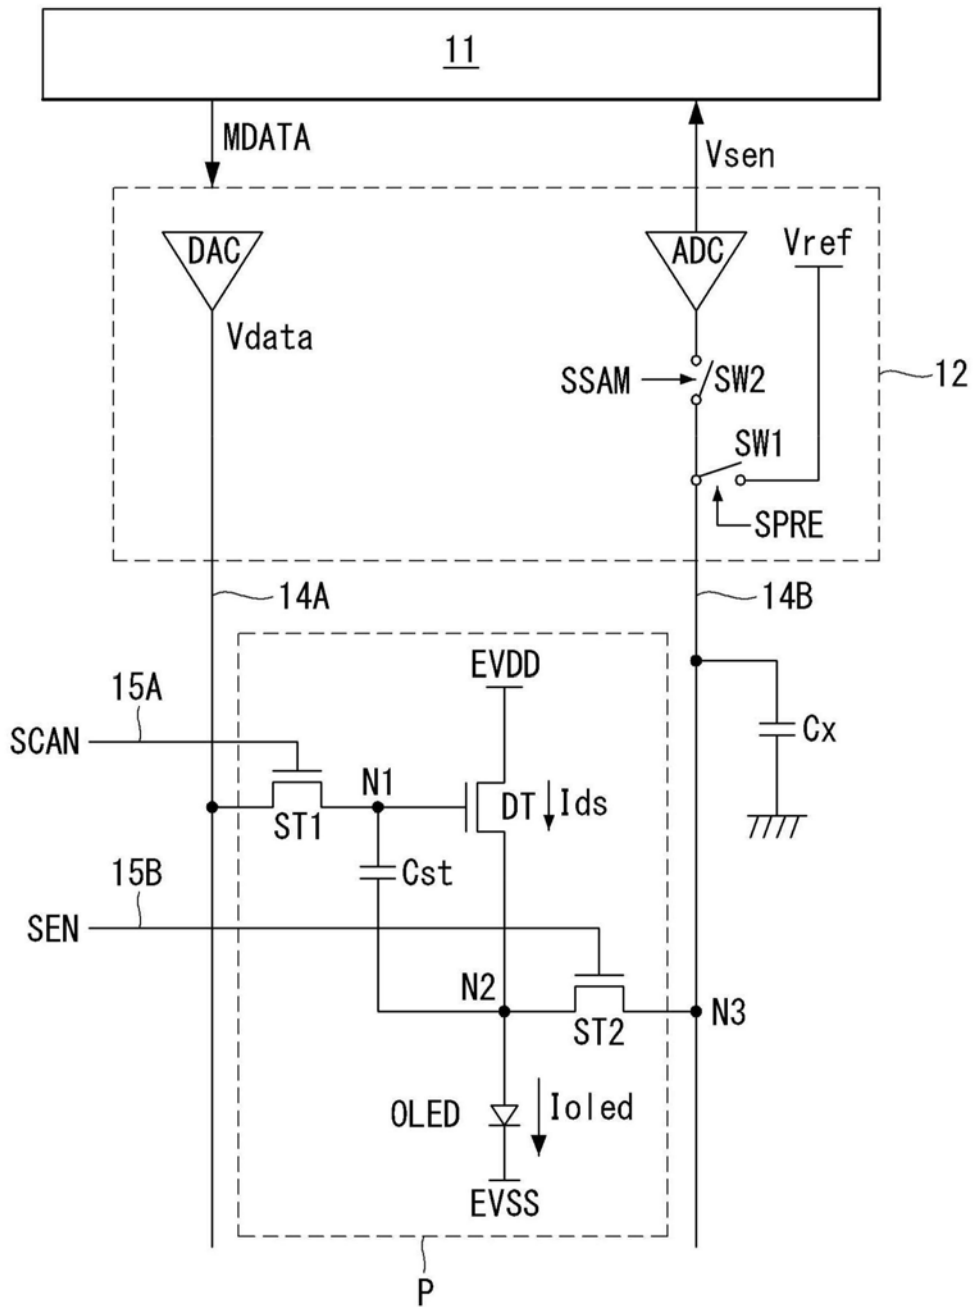 11
MDATA
Vsen
DAC
ADC
Vref
Vdata
SSAM
SW2
12
SW1
SPRE
14A
14B
EVDD
15A
SCAN
Cx
N1
DT
Ids
ST1
Cst
15B
SEN
N2
N3
ST2
OLED
Ioled
EVSS
P